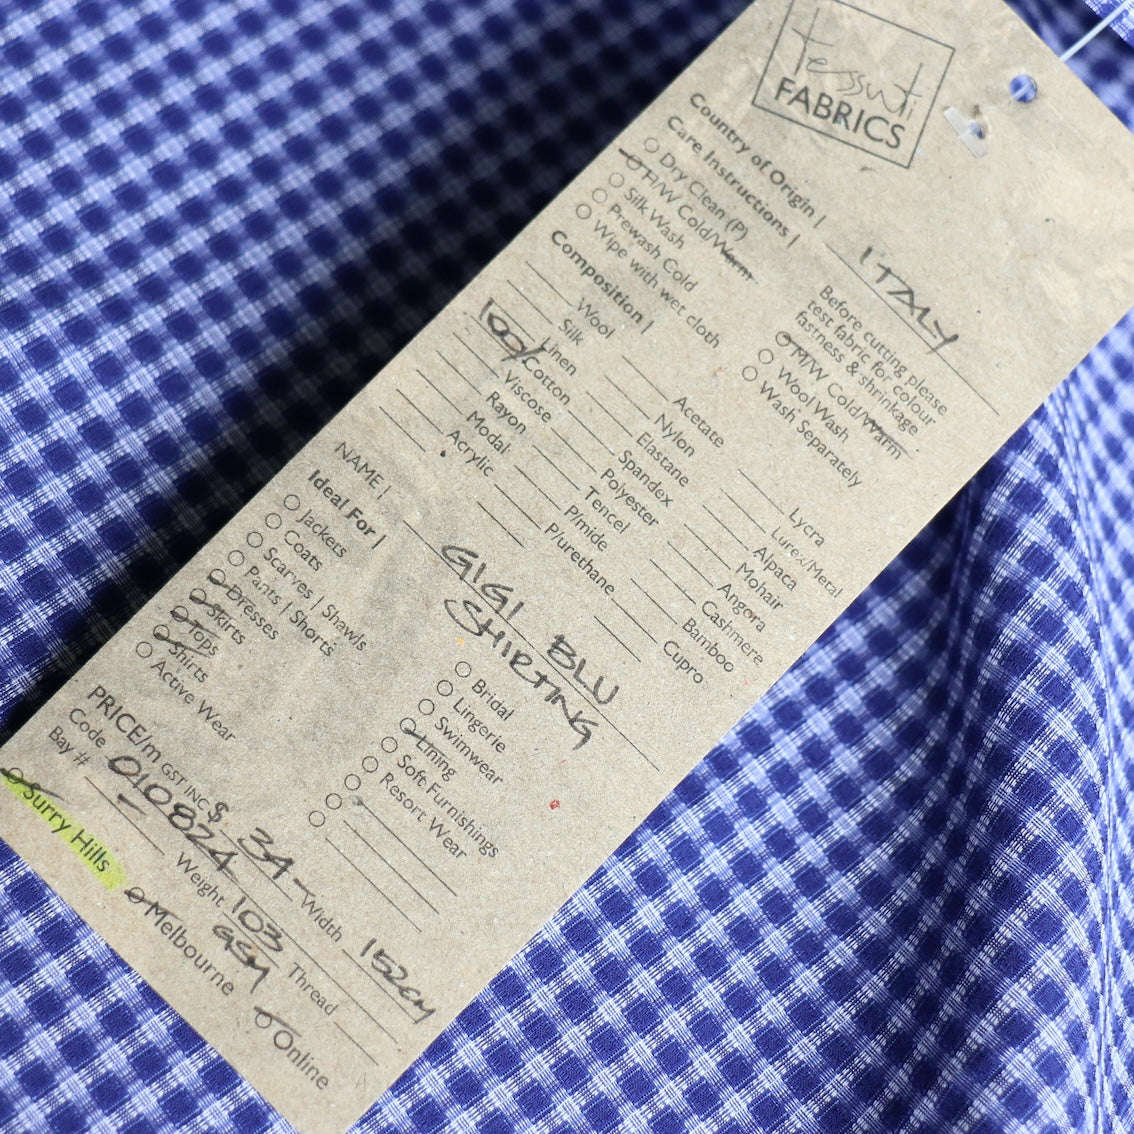 tessuti
FABRICS
Country of Origin | ITALY
Care Instructions |
Dry Clean (P)
H/W Cold/Warm
Silk Wash
Prewash Cold
Wipe with wet cloth
Before cutting please
test fabric for colour
fastness & shrinkage
M/W Cold/Warm
Wool Wash
Wash Separately
Composition |
Wool
Silk
Linen
100% Cotton
Viscose
Rayon
Modal
Acrylic
Acetate
Nylon
Elastane
Spandex
Polyester
Tencel
P/mide
P/urethane
Lycra
Lurex/Metal
Alpaca
Mohair
Angora
Cashmere
Bamboo
Cupro
NAME | GIGI BLU
SHIRTING
Ideal For |
Jackets
Coats
Scarves | Shawls
Pants | Shorts
Dresses
Skirts
Tops
Shirts
Active Wear
Bridal
Lingerie
Swimwear
Lining
Soft Furnishings
Resort Wear
PRICE/m GST INC $ 34- Width 152cm
Code 010824 Weight 103 GSM Thread
Bay # -
Surry Hills Melbourne Online